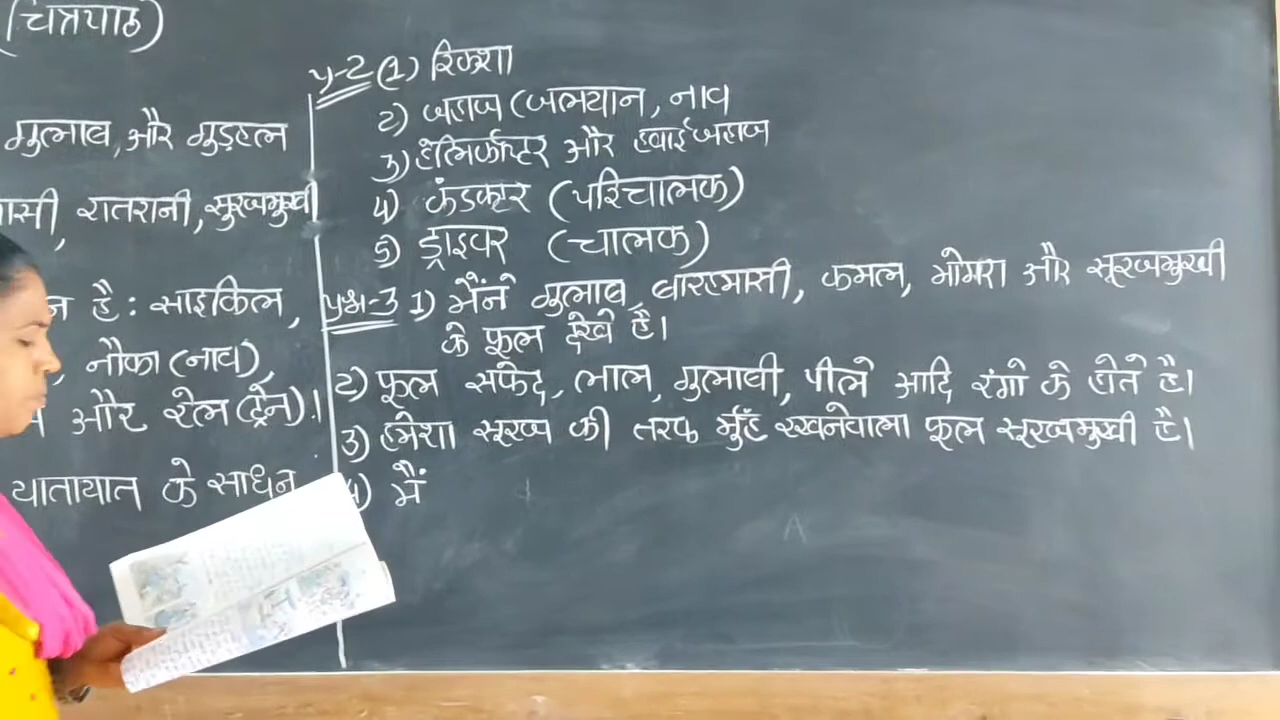 (चित्रपाठ)
गुलाब, और गुड़हल
रातरानी, सूरजमुखी
है: साइकिल,
नौका (नाव),
और रेल (ट्रेन)।
यातायात के साधन
प्र-2 (1) रिक्शा
2) जहाज (जलयान, नाव
3) हेलिकॉप्टर और हवाईजहाज
4) कंडक्टर (परिचालक)
5) ड्राइवर (चालक)
प्रश्न-3 1) मैंने गुलाब, बारहमासी, कमल, मोगरा और सूरजमुखी
के फूल देखे है।
2) फूल सफेद, लाल, गुलाबी, पीले आदि रंगो के होते है।
3) हमेशा सूरज की तरफ मुँह रखनेवाला फूल सूरजमुखी है।
4) मैं